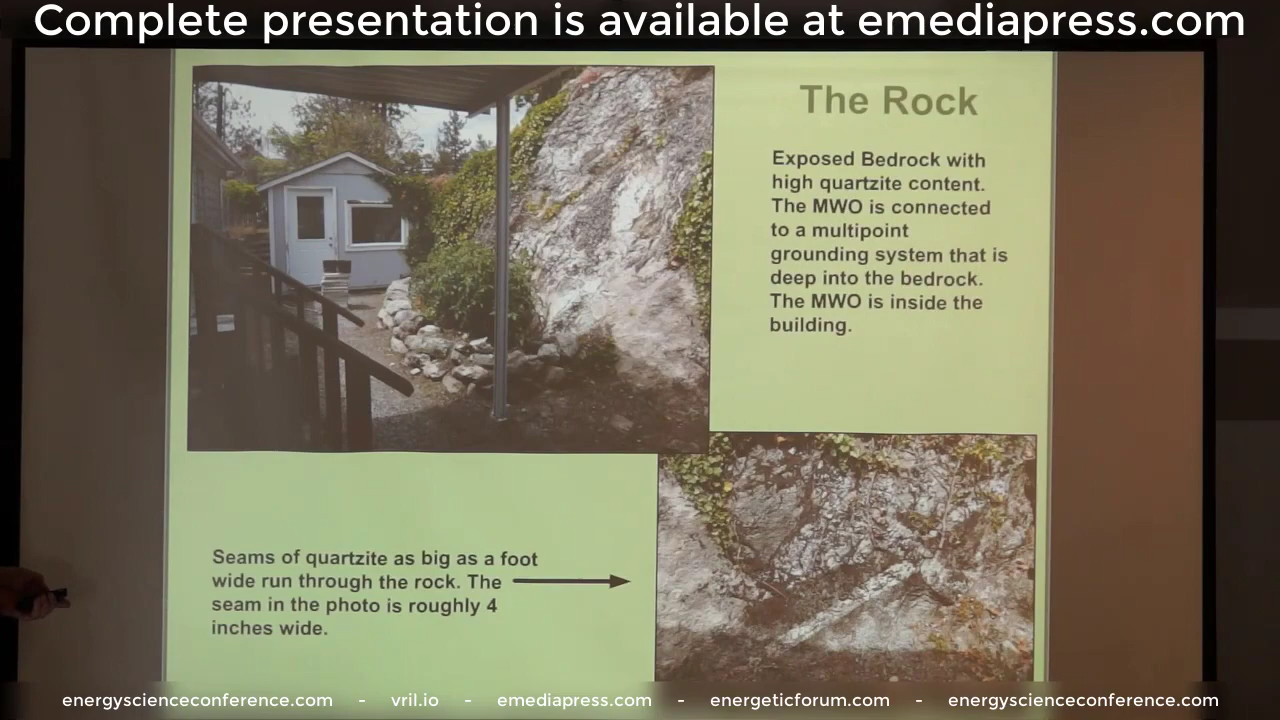 Complete presentation is available at emediapress.com
The Rock
Exposed Bedrock with
high quartzite content.
The MWO is connected
to a multipoint
grounding system that is
deep into the bedrock.
The MWO is inside the
building.
Seams of quartzite as big as a foot
wide run through the rock. The
seam in the photo is roughly 4
inches wide.
energyscienceconference.com - vril.io - emediapress.com - energeticforum.com - energyscienceconference.com